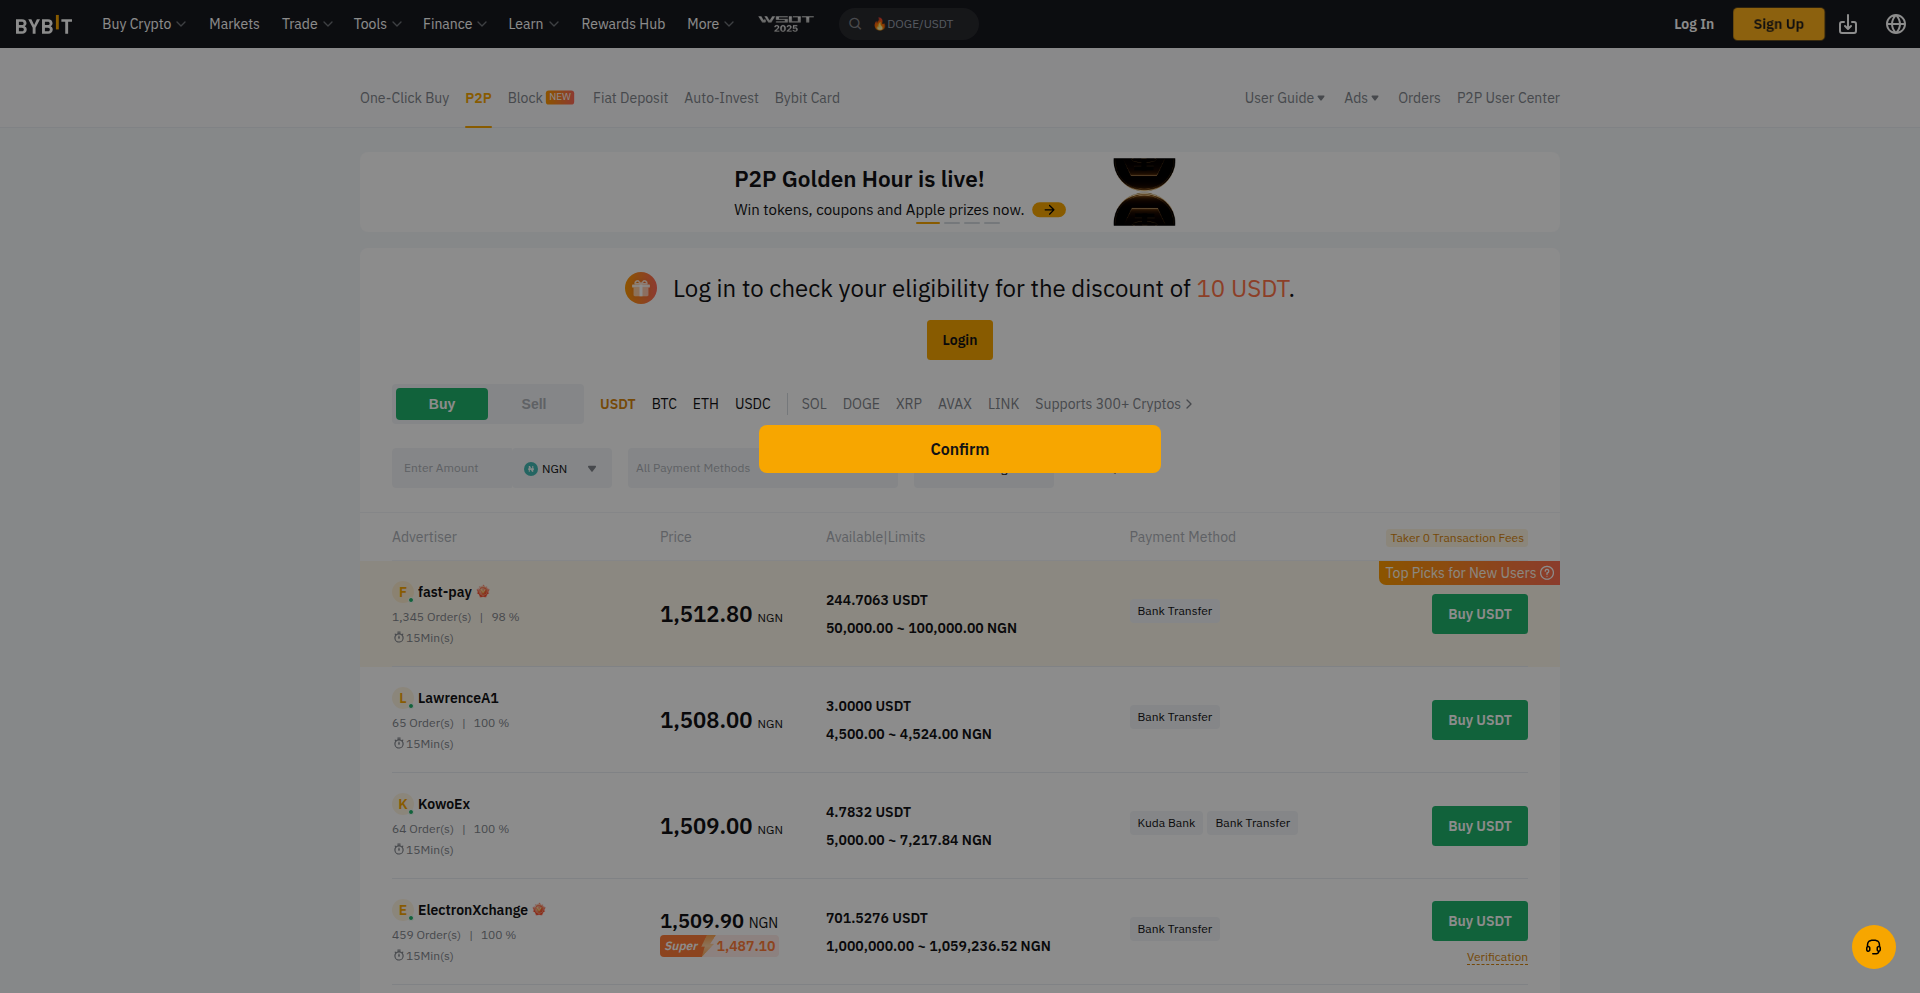 BYBIT Buy Crypto Markets Trade Tools Finance Learn Rewards Hub More WSDT 2025 🔥DOGE/USDT Log In Sign Up
One-Click Buy P2P Block NEW Fiat Deposit Auto-Invest Bybit Card User Guide Ads Orders P2P User Center
P2P Golden Hour is live!
Win tokens, coupons and Apple prizes now.
Log in to check your eligibility for the discount of 10 USDT.
Login
Buy Sell USDT BTC ETH USDC SOL DOGE XRP AVAX LINK Supports 300+ Cryptos
Confirm
Enter Amount NGN All Payment Methods
Advertiser Price Available|Limits Payment Method Taker 0 Transaction Fees
Top Picks for New Users
F fast-pay
1,345 Order(s) | 98 %
15Min(s)
1,512.80 NGN
244.7063 USDT
50,000.00 ~ 100,000.00 NGN
Bank Transfer
Buy USDT
L LawrenceA1
65 Order(s) | 100 %
15Min(s)
1,508.00 NGN
3.0000 USDT
4,500.00 ~ 4,524.00 NGN
Bank Transfer
Buy USDT
K KowoEx
64 Order(s) | 100 %
15Min(s)
1,509.00 NGN
4.7832 USDT
5,000.00 ~ 7,217.84 NGN
Kuda Bank Bank Transfer
Buy USDT
E ElectronXchange
459 Order(s) | 100 %
15Min(s)
1,509.90 NGN
Super 1,487.10
701.5276 USDT
1,000,000.00 ~ 1,059,236.52 NGN
Bank Transfer
Buy USDT
Verification